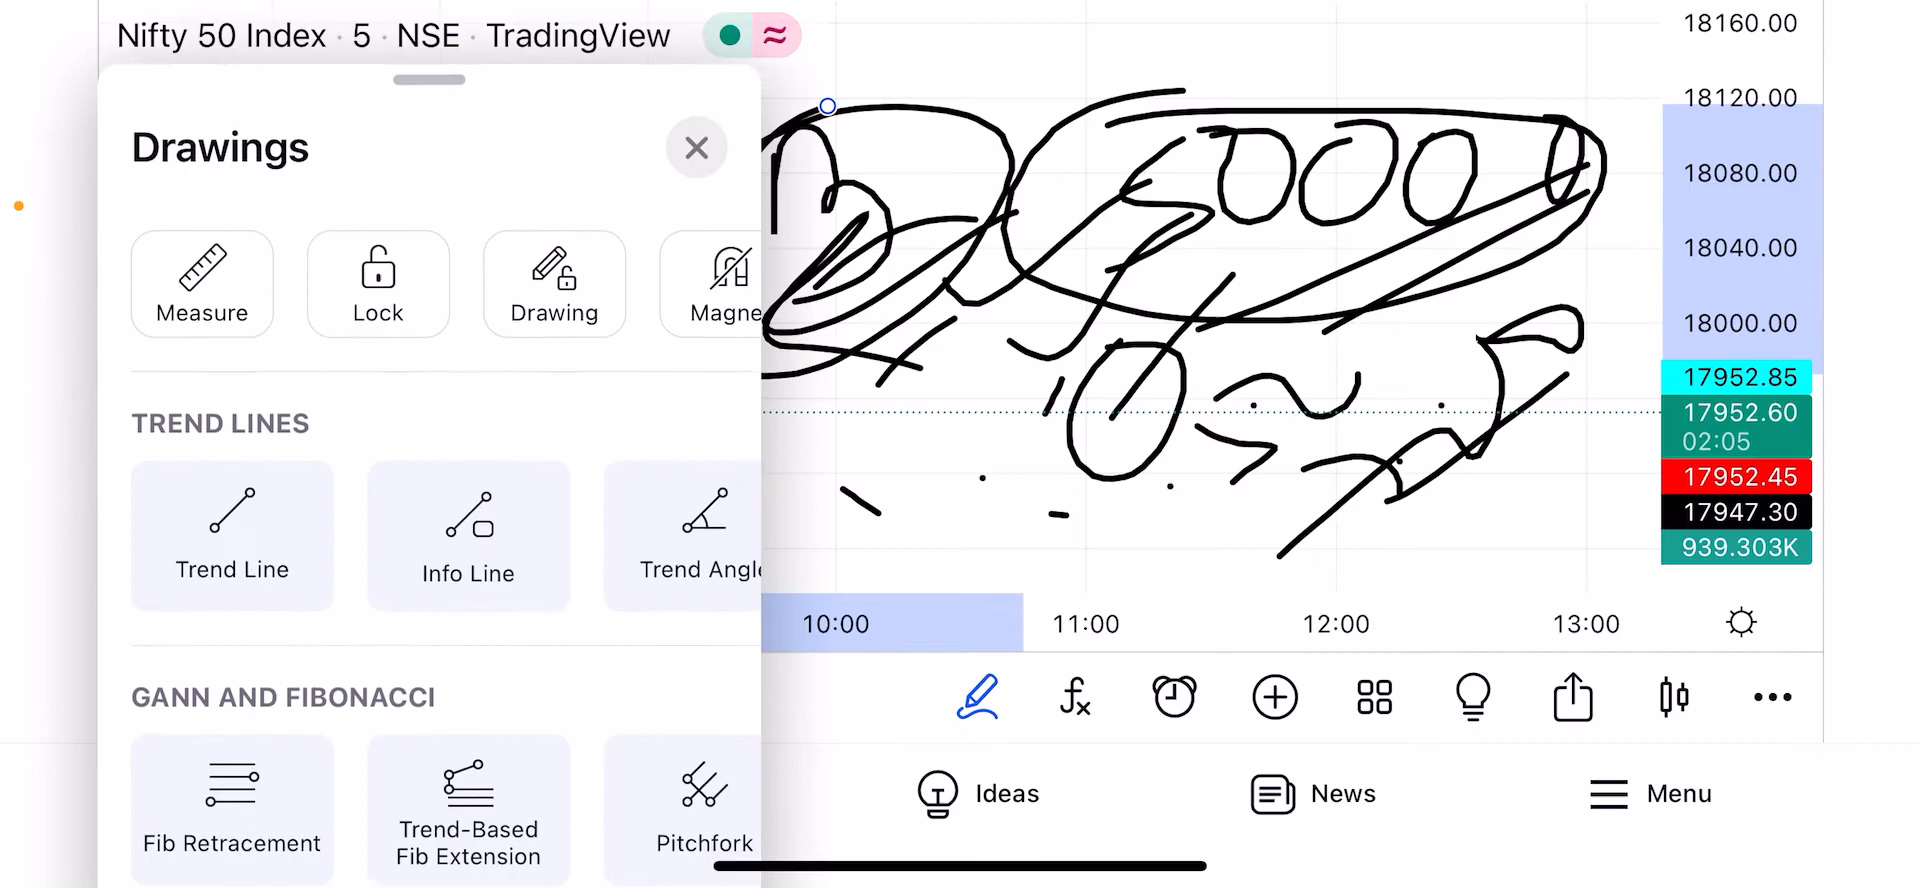 Nifty 50 Index · 5 · NSE · TradingView
Drawings
Measure
Lock
Drawing
Magne
TREND LINES
Trend Line
Info Line
Trend Angle
GANN AND FIBONACCI
Fib Retracement
Trend-Based
Fib Extension
Pitchfork
18160.00
18120.00
18080.00
18040.00
18000.00
17952.85
17952.60
02:05
17952.45
17947.30
939.303K
10:00
11:00
12:00
13:00
Ideas
News
Menu